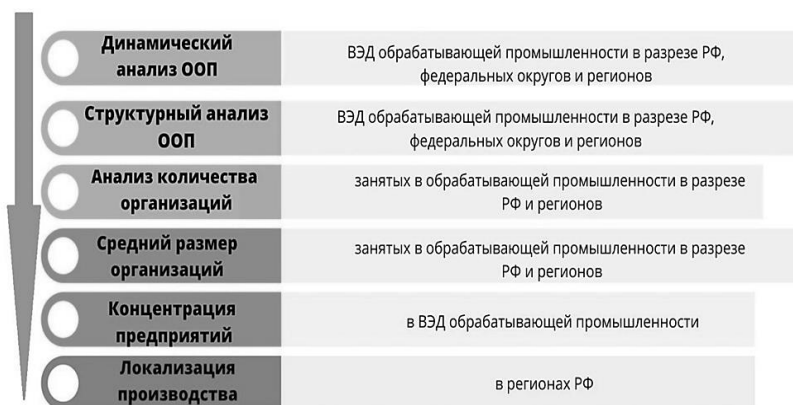 Динамический
анализ ООП
ВЭД обрабатывающей промышленности в разрезе РФ,
федеральных округов и регионов
Структурный анализ
ООП
ВЭД обрабатывающей промышленности в разрезе РФ,
федеральных округов и регионов
Анализ количества
организаций
занятых в обрабатывающей промышленности в разрезе
РФ и регионов
Средний размер
организаций
занятых в обрабатывающей промышленности в разрезе
РФ и регионов
Концентрация
предприятий
в ВЭД обрабатывающей промышленности
Локализация
производства
в регионах РФ